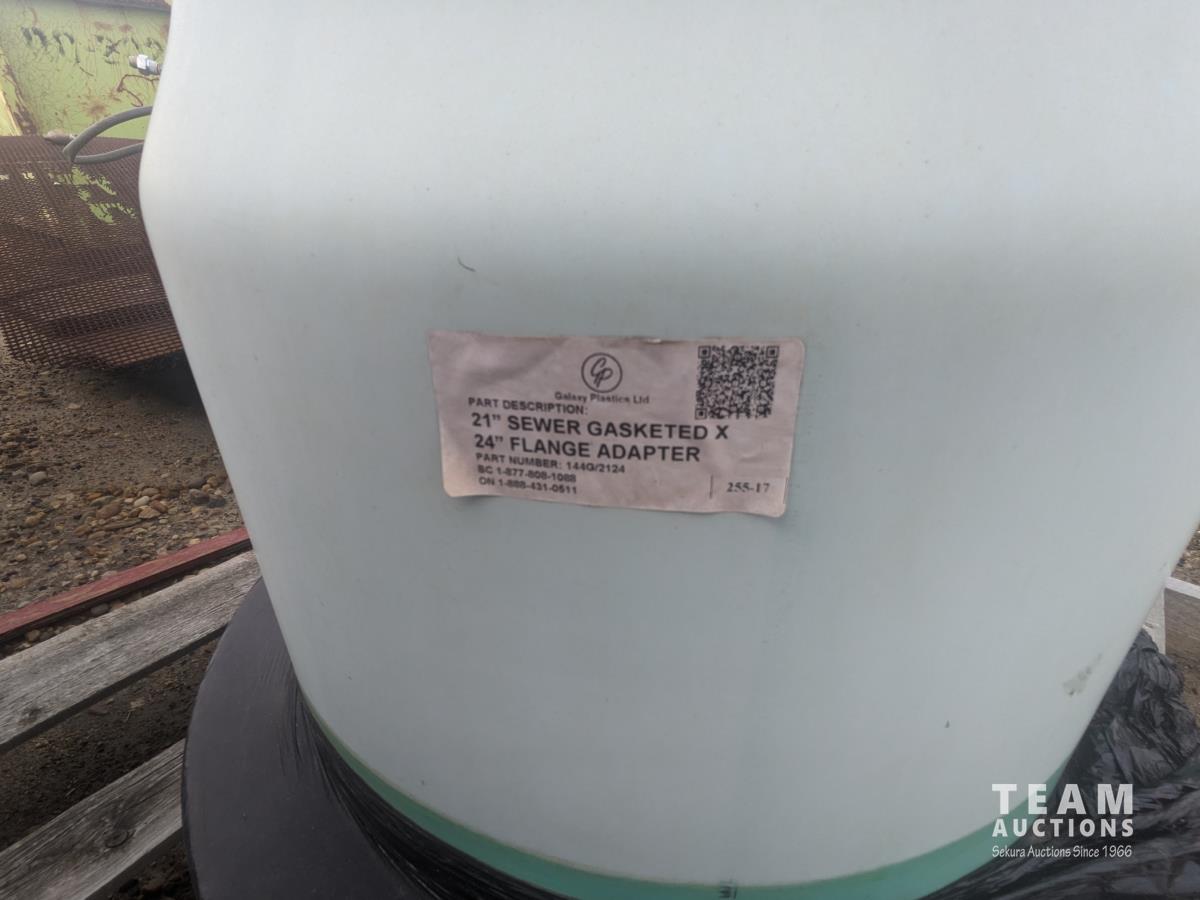 GP
Galaxy Plastics Ltd
PART DESCRIPTION:
21” SEWER GASKETED X
24” FLANGE ADAPTER
PART NUMBER: 144G/2124
BC 1-877-808-1088
ON 1-888-431-0511
255-17
TEAM
AUCTIONS
Sekura Auctions Since 1966